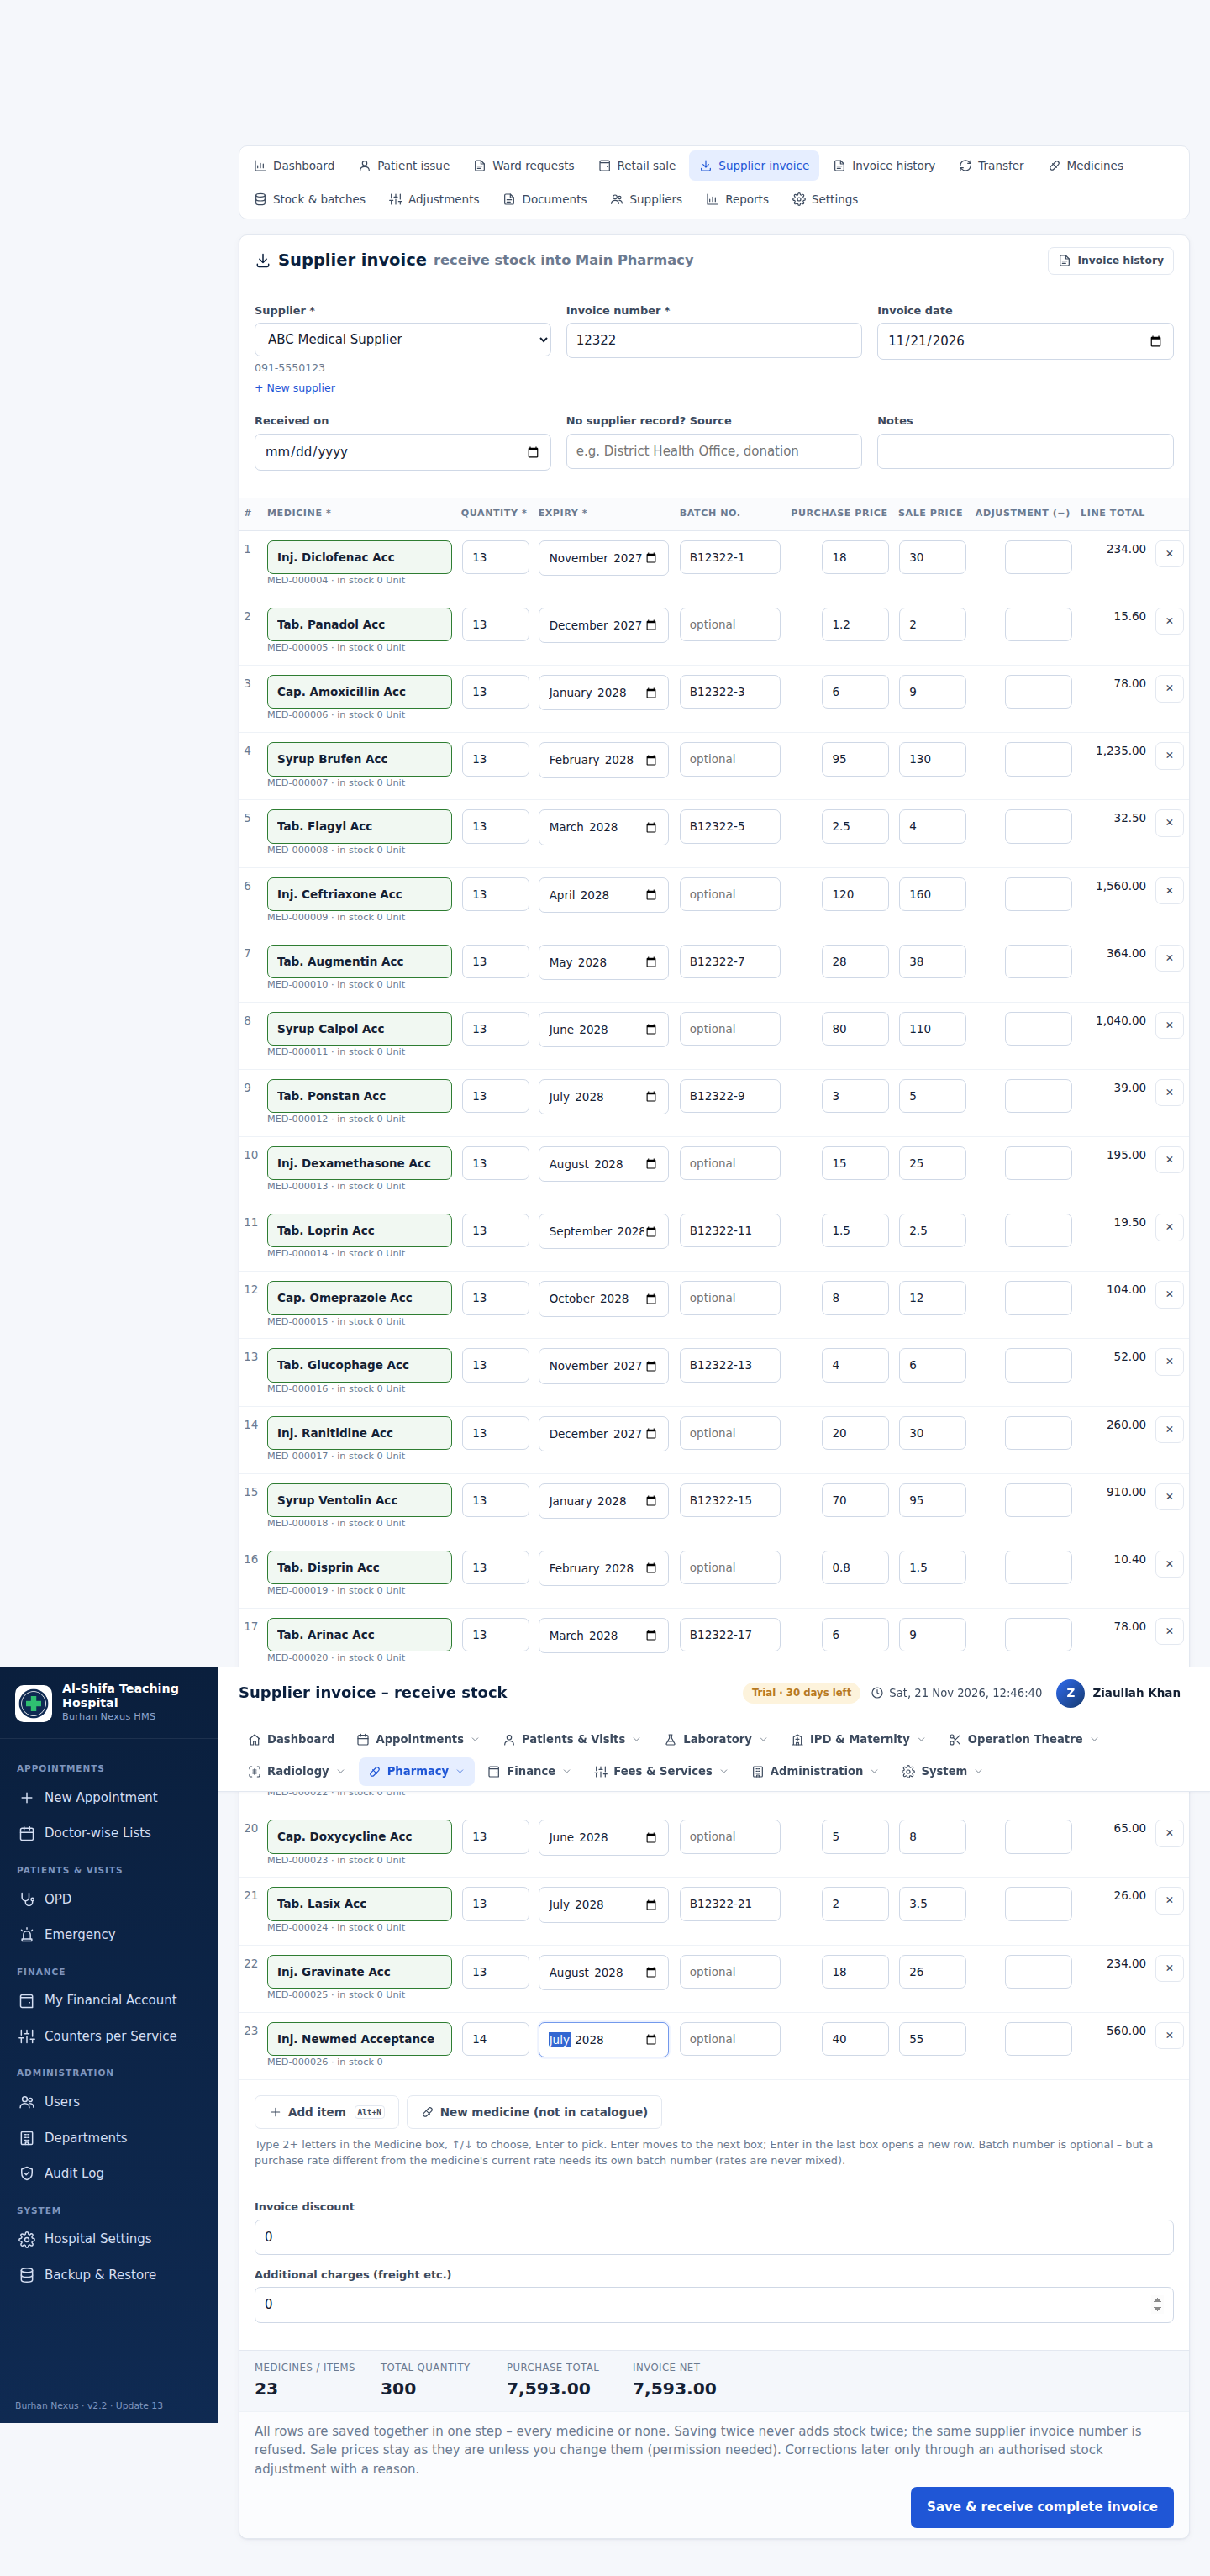 Dashboard Patient issue Ward requests Retail sale Supplier invoice Invoice history Transfer Medicines
Stock & batches Adjustments Documents Suppliers Reports Settings
Supplier invoice receive stock into Main Pharmacy Invoice history
Supplier * Invoice number * Invoice date
ABC Medical Supplier 12322 11/21/2026
091-5550123
+ New supplier
Received on No supplier record? Source Notes
mm/dd/yyyy e.g. District Health Office, donation
# MEDICINE * QUANTITY * EXPIRY * BATCH NO. PURCHASE PRICE SALE PRICE ADJUSTMENT (−) LINE TOTAL
1 Inj. Diclofenac Acc 13 November 2027 B12322-1 18 30 234.00 ×
MED-000004 · in stock 0 Unit
2 Tab. Panadol Acc 13 December 2027 optional 1.2 2 15.60 ×
MED-000005 · in stock 0 Unit
3 Cap. Amoxicillin Acc 13 January 2028 B12322-3 6 9 78.00 ×
MED-000006 · in stock 0 Unit
4 Syrup Brufen Acc 13 February 2028 optional 95 130 1,235.00 ×
MED-000007 · in stock 0 Unit
5 Tab. Flagyl Acc 13 March 2028 B12322-5 2.5 4 32.50 ×
MED-000008 · in stock 0 Unit
6 Inj. Ceftriaxone Acc 13 April 2028 optional 120 160 1,560.00 ×
MED-000009 · in stock 0 Unit
7 Tab. Augmentin Acc 13 May 2028 B12322-7 28 38 364.00 ×
MED-000010 · in stock 0 Unit
8 Syrup Calpol Acc 13 June 2028 optional 80 110 1,040.00 ×
MED-000011 · in stock 0 Unit
9 Tab. Ponstan Acc 13 July 2028 B12322-9 3 5 39.00 ×
MED-000012 · in stock 0 Unit
10 Inj. Dexamethasone Acc 13 August 2028 optional 15 25 195.00 ×
MED-000013 · in stock 0 Unit
11 Tab. Loprin Acc 13 September 2028 B12322-11 1.5 2.5 19.50 ×
MED-000014 · in stock 0 Unit
12 Cap. Omeprazole Acc 13 October 2028 optional 8 12 104.00 ×
MED-000015 · in stock 0 Unit
13 Tab. Glucophage Acc 13 November 2027 B12322-13 4 6 52.00 ×
MED-000016 · in stock 0 Unit
14 Inj. Ranitidine Acc 13 December 2027 optional 20 30 260.00 ×
MED-000017 · in stock 0 Unit
15 Syrup Ventolin Acc 13 January 2028 B12322-15 70 95 910.00 ×
MED-000018 · in stock 0 Unit
16 Tab. Disprin Acc 13 February 2028 optional 0.8 1.5 10.40 ×
MED-000019 · in stock 0 Unit
17 Tab. Arinac Acc 13 March 2028 B12322-17 6 9 78.00 ×
MED-000020 · in stock 0 Unit
Al-Shifa Teaching
Hospital
Burhan Nexus HMS
APPOINTMENTS
New Appointment
Doctor-wise Lists
PATIENTS & VISITS
OPD
Emergency
FINANCE
My Financial Account
Counters per Service
ADMINISTRATION
Users
Departments
Audit Log
SYSTEM
Hospital Settings
Backup & Restore
Burhan Nexus · v2.2 · Update 13
Supplier invoice – receive stock Trial · 30 days left Sat, 21 Nov 2026, 12:46:40 Z Ziaullah Khan
Dashboard Appointments Patients & Visits Laboratory IPD & Maternity Operation Theatre
Radiology Pharmacy Finance Fees & Services Administration System
MED-000022 · in stock 0 Unit
20 Cap. Doxycycline Acc 13 June 2028 optional 5 8 65.00 ×
MED-000023 · in stock 0 Unit
21 Tab. Lasix Acc 13 July 2028 B12322-21 2 3.5 26.00 ×
MED-000024 · in stock 0 Unit
22 Inj. Gravinate Acc 13 August 2028 optional 18 26 234.00 ×
MED-000025 · in stock 0 Unit
23 Inj. Newmed Acceptance 14 July 2028 optional 40 55 560.00 ×
MED-000026 · in stock 0
Add item Alt+N New medicine (not in catalogue)
Type 2+ letters in the Medicine box, ↑/↓ to choose, Enter to pick. Enter moves to the next box; Enter in the last box opens a new row. Batch number is optional – but a
purchase rate different from the medicine's current rate needs its own batch number (rates are never mixed).
Invoice discount
0
Additional charges (freight etc.)
0
MEDICINES / ITEMS TOTAL QUANTITY PURCHASE TOTAL INVOICE NET
23 300 7,593.00 7,593.00
All rows are saved together in one step – every medicine or none. Saving twice never adds stock twice; the same supplier invoice number is
refused. Sale prices stay as they are unless you change them (permission needed). Corrections later only through an authorised stock
adjustment with a reason.
Save & receive complete invoice